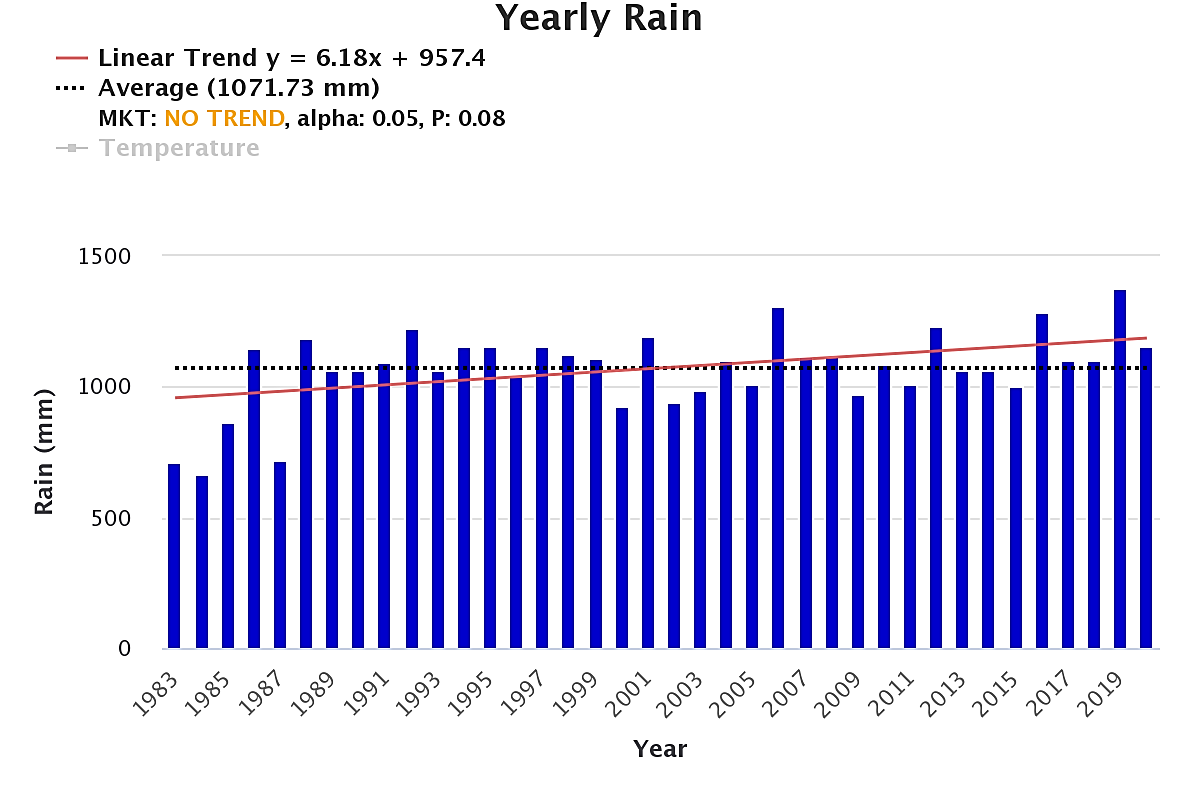 Yearly Rain
Linear Trend y = 6.18x + 957.4
Average (1071.73 mm)
MKT: NO TREND, alpha: 0.05, P: 0.08
Temperature
1500
1000
500
0
Rain (mm)
1983 1985 1987 1989 1991 1993 1995 1997 1999 2001 2003 2005 2007 2009 2011 2013 2015 2017 2019
Year